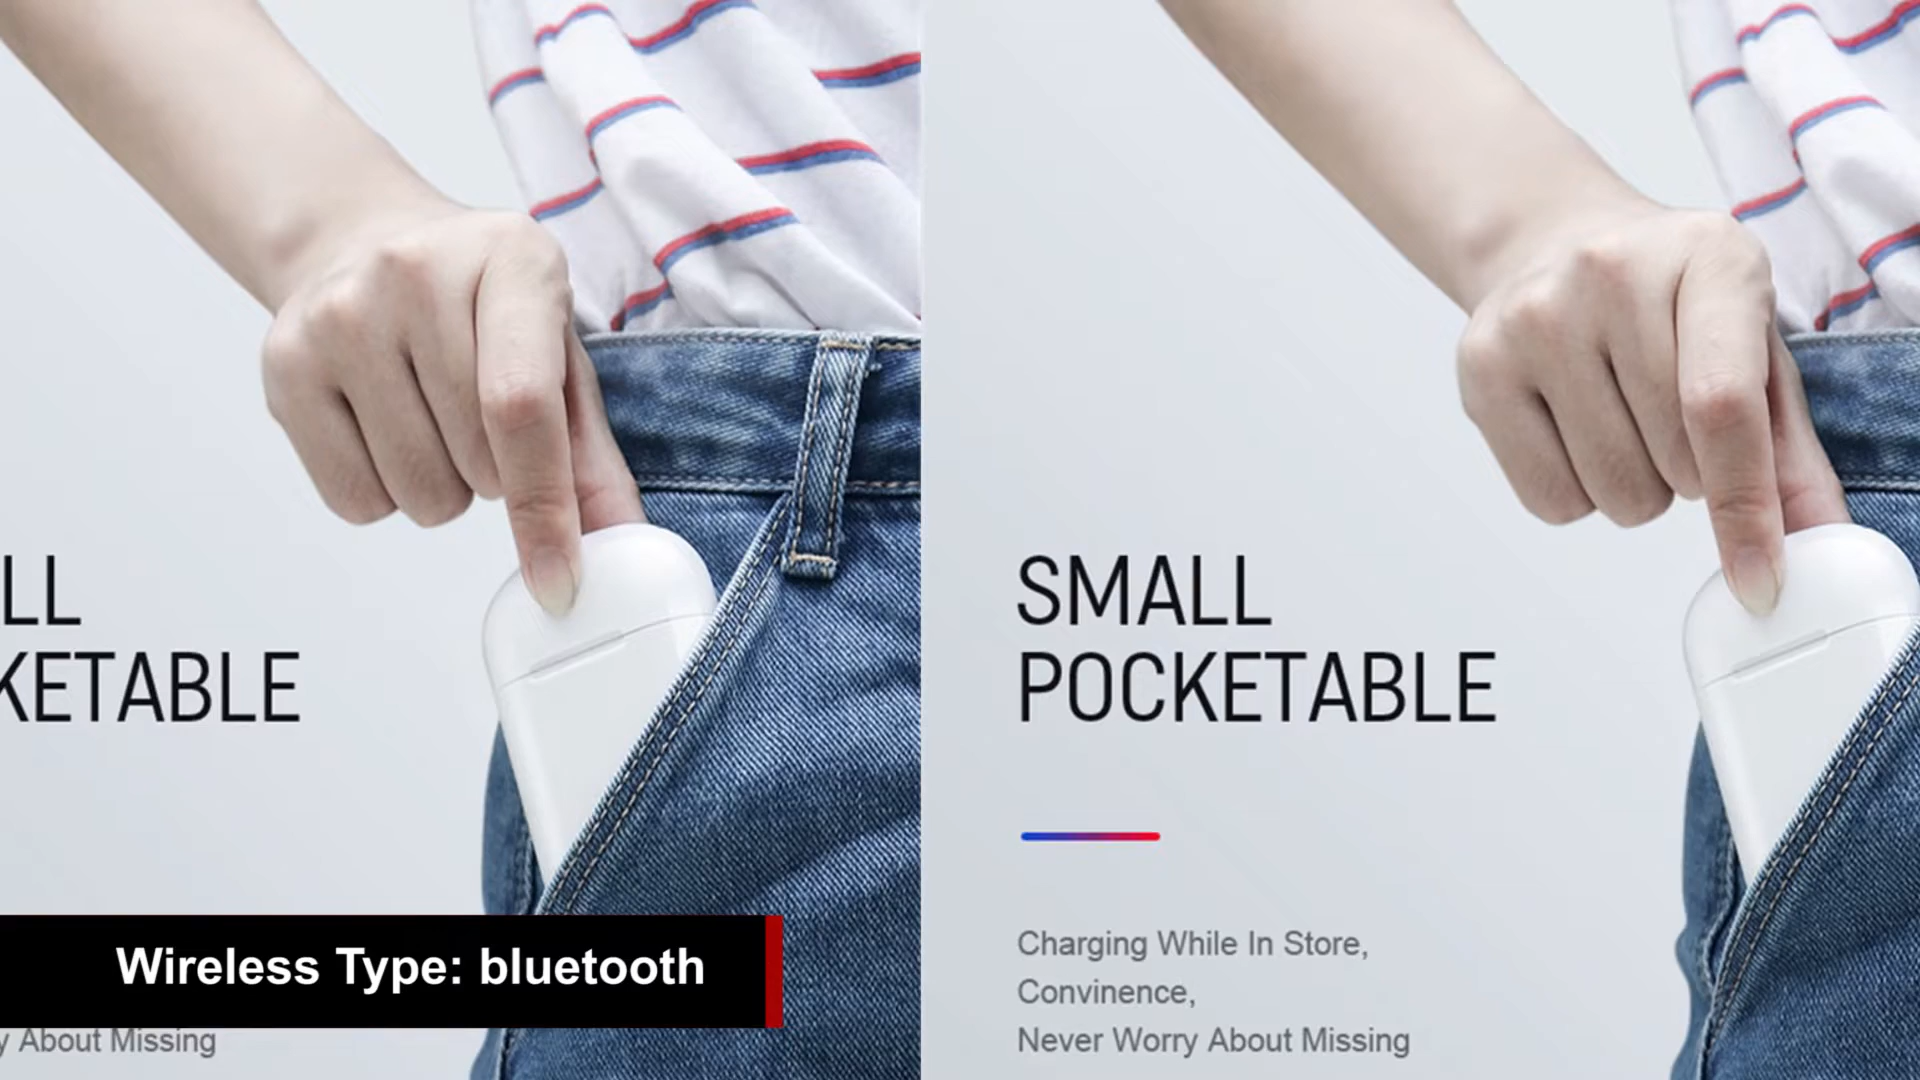 LL
KETABLE
Wireless Type: bluetooth
y About Missing
SMALL
POCKETABLE
Charging While In Store,
Convinence,
Never Worry About Missing